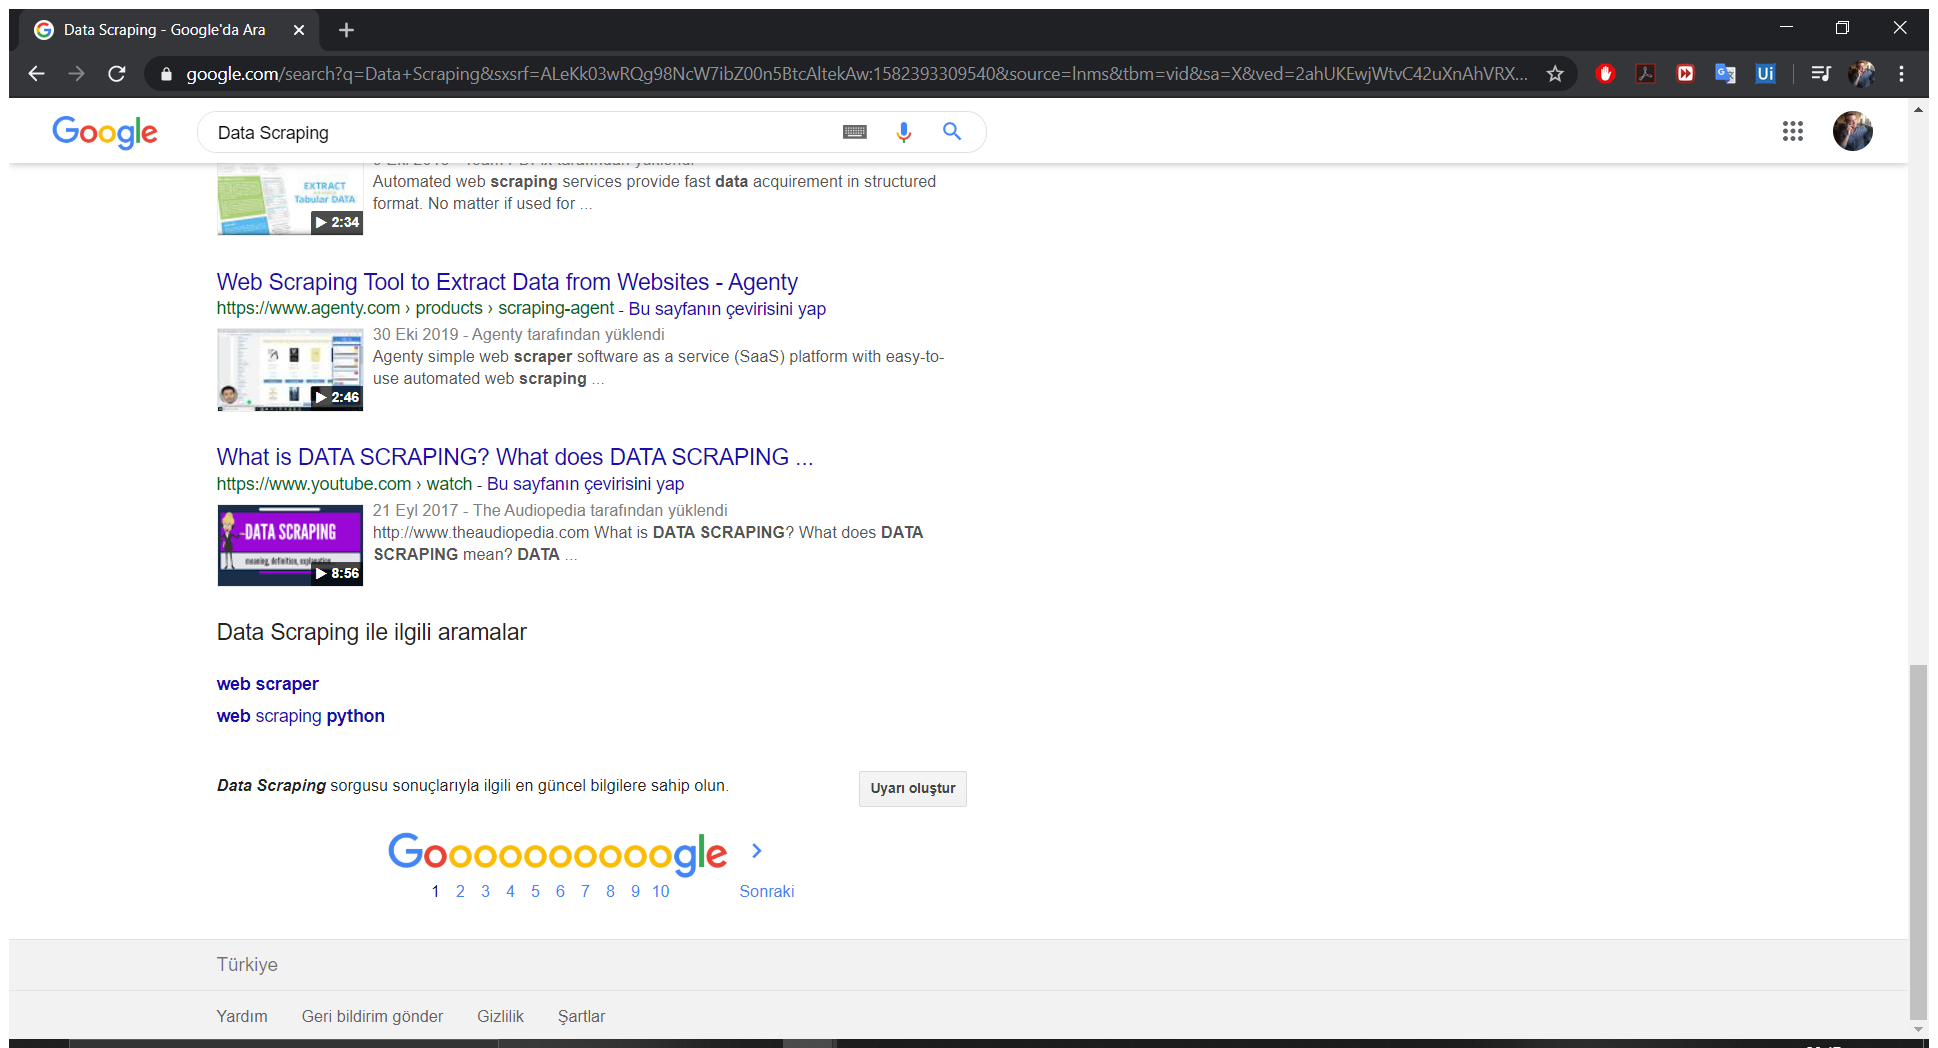 Data Scraping - Google'da Ara
google.com/search?q=Data+Scraping&sxsrf=ALeKk03wRQg98NcW7ibZ00n5BtcAltekAw:1582393309540&source=lnms&tbm=vid&sa=X&ved=2ahUKEwjWtvC42uXnAhVRX...
Ui
Google
Data Scraping
EXTRACT
Tabular DATA
2:34
Automated web scraping services provide fast data acquirement in structured
format. No matter if used for ...
Web Scraping Tool to Extract Data from Websites - Agenty
https://www.agenty.com › products › scraping-agent - Bu sayfanın çevirisini yap
2:46
30 Eki 2019 - Agenty tarafından yüklendi
Agenty simple web scraper software as a service (SaaS) platform with easy-to-
use automated web scraping ...
What is DATA SCRAPING? What does DATA SCRAPING ...
https://www.youtube.com › watch - Bu sayfanın çevirisini yap
DATA SCRAPING
meaning, definition, explanation
8:56
21 Eyl 2017 - The Audiopedia tarafından yüklendi
http://www.theaudiopedia.com What is DATA SCRAPING? What does DATA
SCRAPING mean? DATA ...
Data Scraping ile ilgili aramalar
web scraper
web scraping python
Data Scraping sorgusu sonuçlarıyla ilgili en güncel bilgilere sahip olun.
Uyarı oluştur
Goooooooooogle
1 2 3 4 5 6 7 8 9 10 Sonraki
Türkiye
Yardım Geri bildirim gönder Gizlilik Şartlar